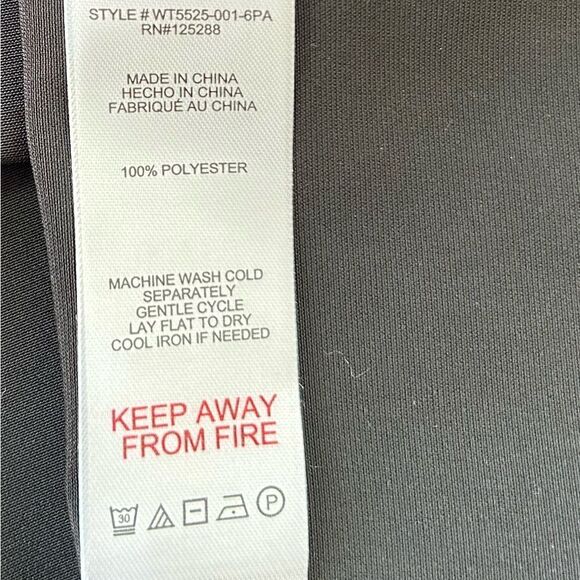 STYLE # WT5525-001-6PA
RN#125288
MADE IN CHINA
HECHO IN CHINA
FABRIQUÉ AU CHINA
100% POLYESTER
MACHINE WASH COLD
SEPARATELY
GENTLE CYCLE
LAY FLAT TO DRY
COOL IRON IF NEEDED
KEEP AWAY
FROM FIRE
30 P